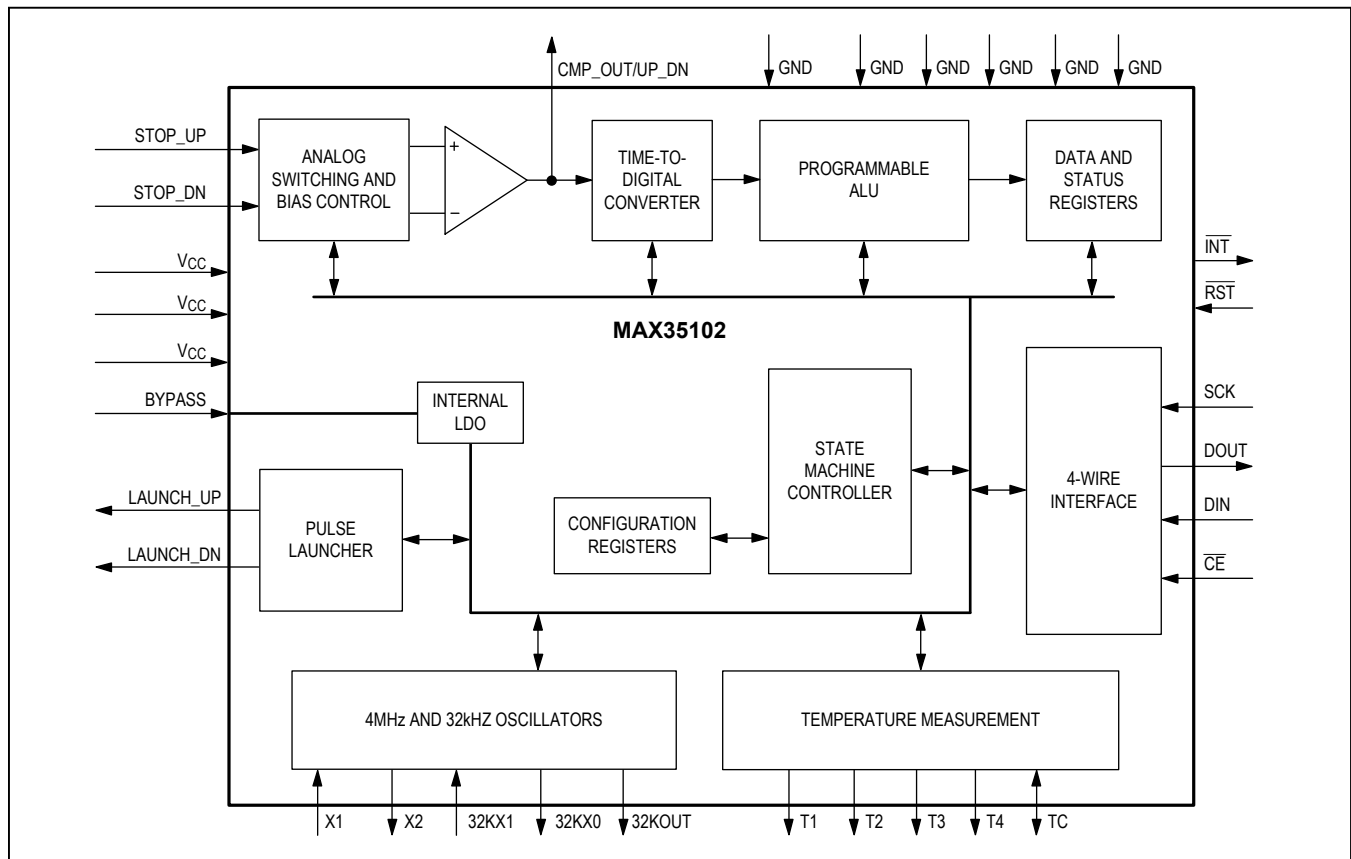 CMP_OUT/UP_DN
GND
GND
GND
GND
GND
GND
STOP_UP
STOP_DN
VCC
VCC
VCC
BYPASS
LAUNCH_UP
LAUNCH_DN
ANALOG
SWITCHING AND
BIAS CONTROL
+
−
TIME-TO-
DIGITAL
CONVERTER
PROGRAMMABLE
ALU
DATA AND
STATUS
REGISTERS
INT
RST
SCK
DOUT
DIN
CE
MAX35102
INTERNAL
LDO
STATE
MACHINE
CONTROLLER
4-WIRE
INTERFACE
PULSE
LAUNCHER
CONFIGURATION
REGISTERS
4MHz AND 32kHZ OSCILLATORS
TEMPERATURE MEASUREMENT
X1
X2
32KX1
32KX0
32KOUT
T1
T2
T3
T4
TC